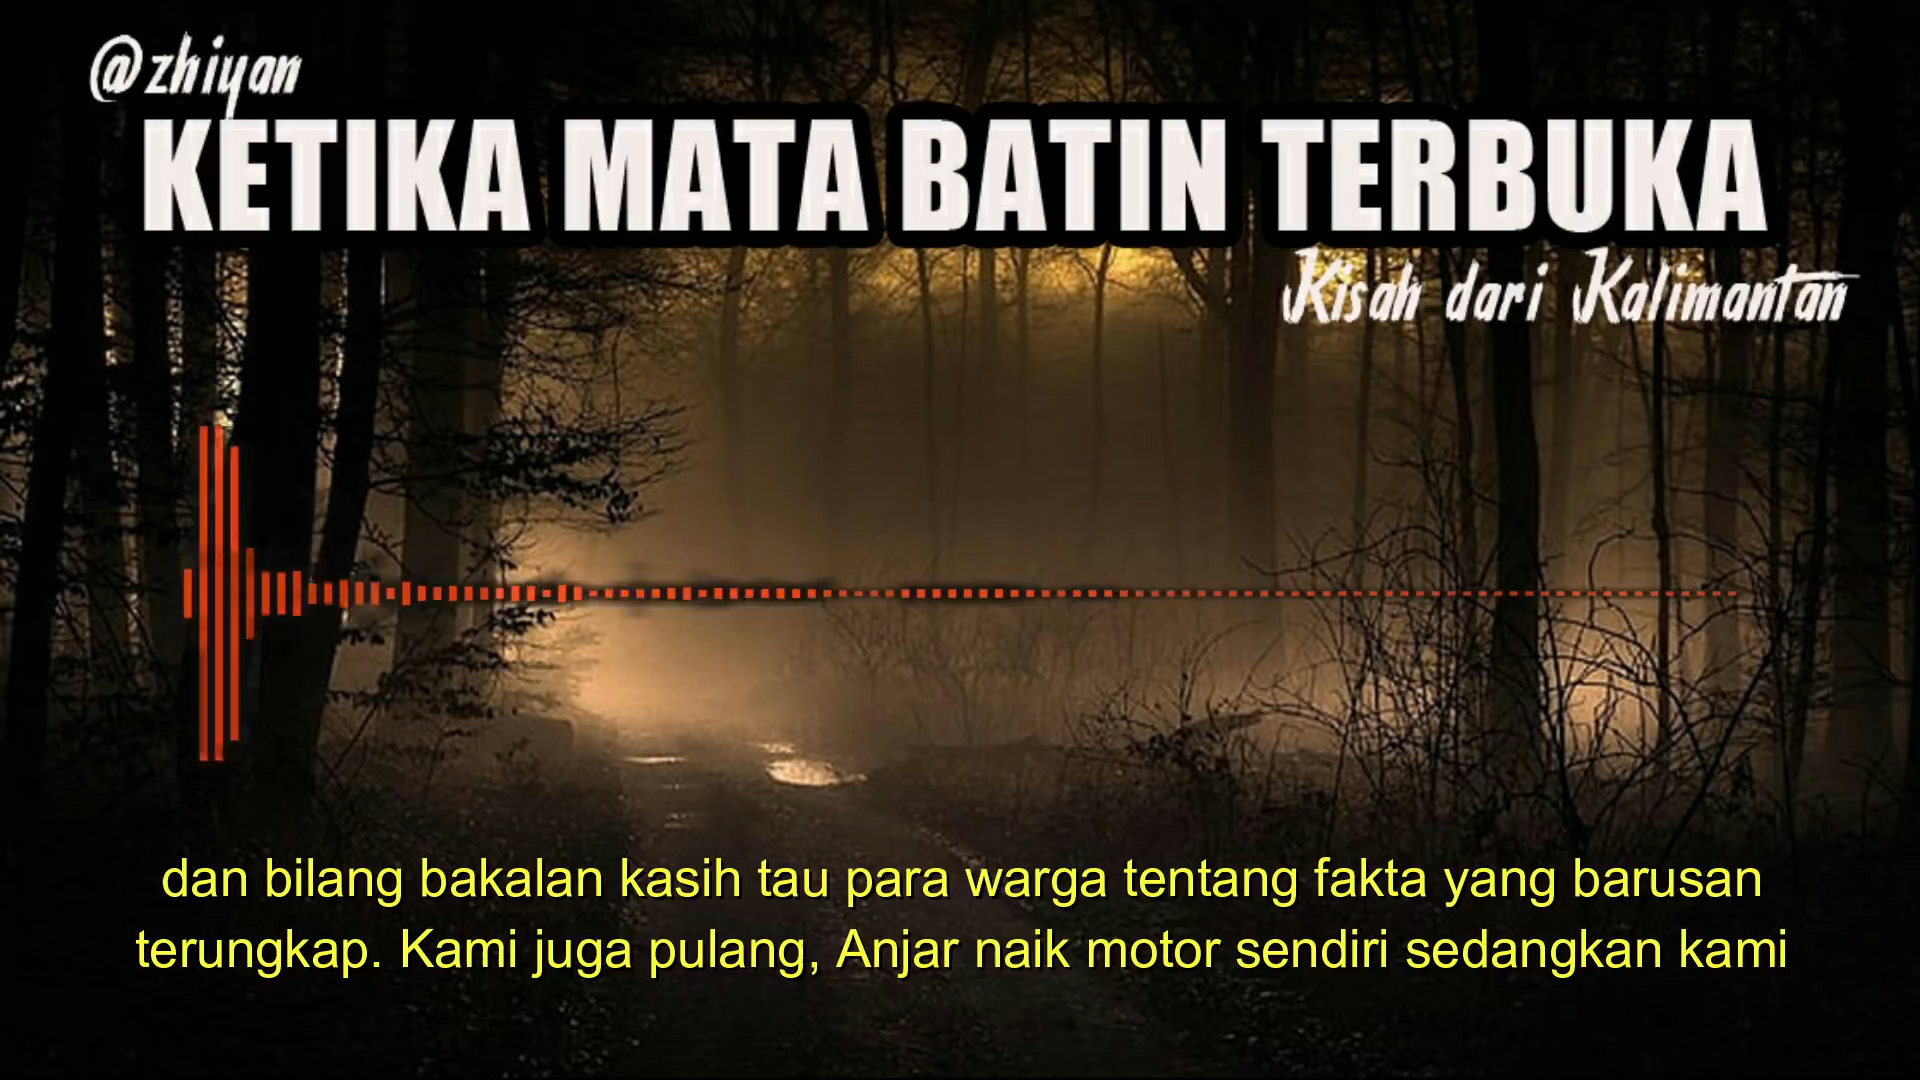 @zhiyan
KETIKA MATA BATIN TERBUKA
Kisah dari Kalimantan
dan bilang bakalan kasih tau para warga tentang fakta yang barusan
terungkap. Kami juga pulang, Anjar naik motor sendiri sedangkan kami